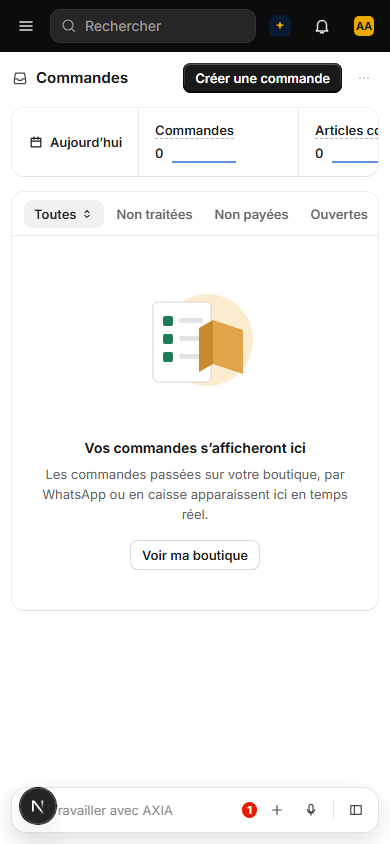 Rechercher
AA
Commandes
Créer une commande
Aujourd'hui
Commandes
0
Articles co
0
Toutes
Non traitées
Non payées
Ouvertes
Vos commandes s’afficheront ici
Les commandes passées sur votre boutique, par
WhatsApp ou en caisse apparaissent ici en temps
réel.
Voir ma boutique
N
ravailler avec AXIA
1